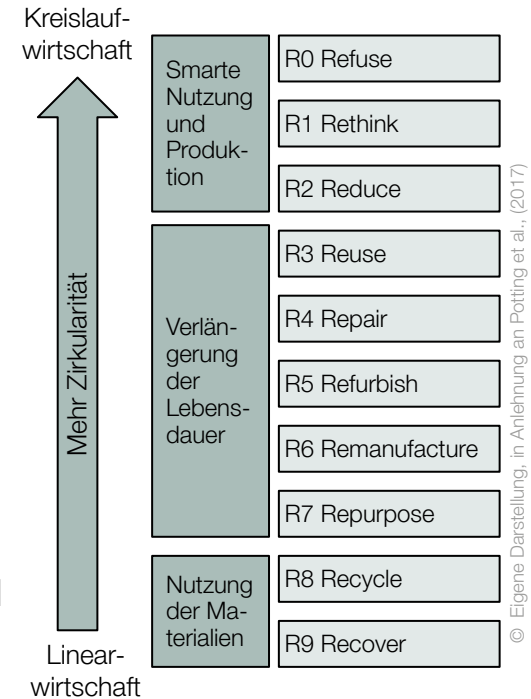 Kreislauf-
wirtschaft
Mehr Zirkularität
Linear-
wirtschaft
Smarte
Nutzung
und
Produk-
tion
R0 Refuse
R1 Rethink
R2 Reduce
Verlän-
gerung
der
Lebens-
dauer
R3 Reuse
R4 Repair
R5 Refurbish
R6 Remanufacture
R7 Repurpose
Nutzung
der Ma-
terialien
R8 Recycle
R9 Recover
© Eigene Darstellung, in Anlehnung an Potting et al., (2017)